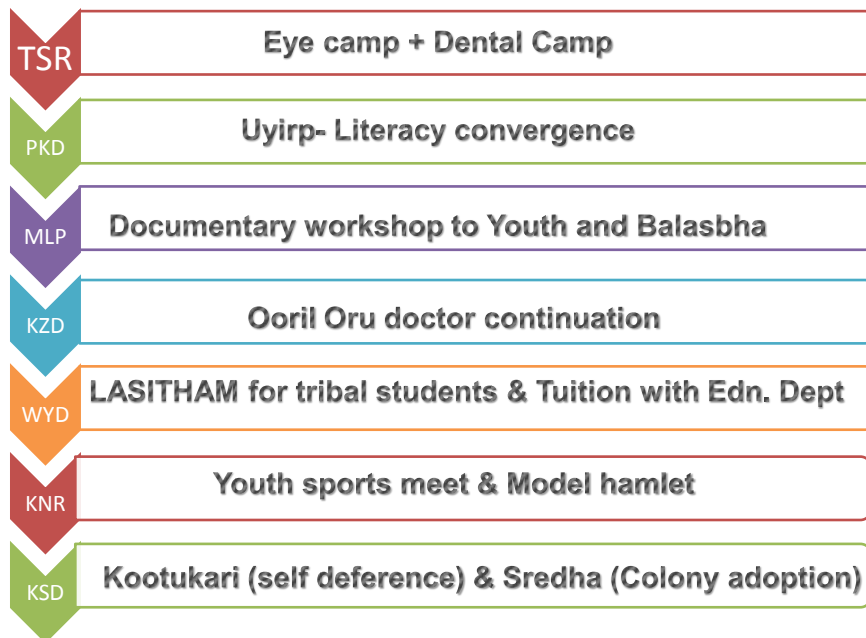 TSR
Eye camp + Dental Camp
PKD
Uyirp- Literacy convergence
MLP
Documentary workshop to Youth and Balasbha
KZD
Ooril Oru doctor continuation
WYD
LASITHAM for tribal students & Tuition with Edn. Dept
KNR
Youth sports meet & Model hamlet
KSD
Kootukari (self deference) & Sredha (Colony adoption)